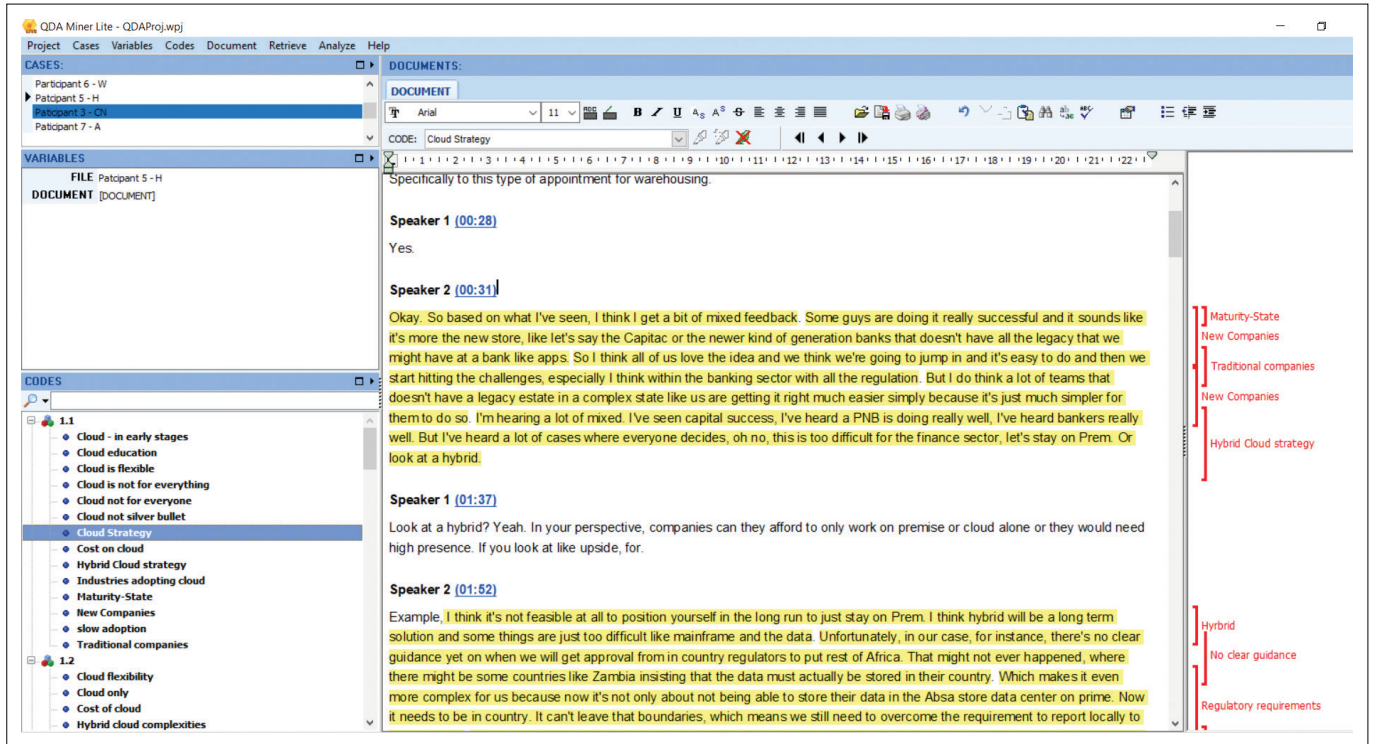 QDA Miner Lite - QDAProj.wpj
Project Cases Variables Codes Document Retrieve Analyze Help
CASES:
Participant 6 - W
Patcipant 5 - H
Paticipant 3 - CN
Paticipant 7 - A
VARIABLES
FILE Patcipant 5 - H
DOCUMENT [DOCUMENT]
CODES
1.1
Cloud - in early stages
Cloud education
Cloud is flexible
Cloud is not for everything
Cloud not for everyone
Cloud not silver bullet
Cloud Strategy
Cost on cloud
Hybrid Cloud strategy
Industries adopting cloud
Maturity-State
New Companies
slow adoption
Traditional companies
1.2
Cloud flexibility
Cloud only
Cost of cloud
Hybrid cloud complexities
DOCUMENTS:
DOCUMENT
Arial 11
CODE: Cloud Strategy
1 2 3 4 5 6 7 8 9 10 11 12 13 14 15 16 17 18 19 20 21 22
Specifically to this type of appointment for warehousing.
Speaker 1 (00:28)
Yes.
Speaker 2 (00:31)
Okay. So based on what I've seen, I think I get a bit of mixed feedback. Some guys are doing it really successful and it sounds like
it's more the new store, like let's say the Capitac or the newer kind of generation banks that doesn't have all the legacy that we
might have at a bank like apps. So I think all of us love the idea and we think we're going to jump in and it's easy to do and then we
start hitting the challenges, especially I think within the banking sector with all the regulation. But I do think a lot of teams that
doesn't have a legacy estate in a complex state like us are getting it right much easier simply because it's just much simpler for
them to do so. I'm hearing a lot of mixed. I've seen capital success, I've heard a PNB is doing really well, I've heard bankers really
well. But I've heard a lot of cases where everyone decides, oh no, this is too difficult for the finance sector, let's stay on Prem. Or
look at a hybrid.
Speaker 1 (01:37)
Look at a hybrid? Yeah. In your perspective, companies can they afford to only work on premise or cloud alone or they would need
high presence. If you look at like upside, for.
Speaker 2 (01:52)
Example, I think it's not feasible at all to position yourself in the long run to just stay on Prem. I think hybrid will be a long term
solution and some things are just too difficult like mainframe and the data. Unfortunately, in our case, for instance, there's no clear
guidance yet on when we will get approval from in country regulators to put rest of Africa. That might not ever happened, where
there might be some countries like Zambia insisting that the data must actually be stored in their country. Which makes it even
more complex for us because now it's not only about not being able to store their data in the Absa store data center on prime. Now
it needs to be in country. It can't leave that boundaries, which means we still need to overcome the requirement to report locally to
Maturity-State
New Companies
Traditional companies
New Companies
Hybrid Cloud strategy
Hyrbrid
No clear guidance
Regulatory requirements